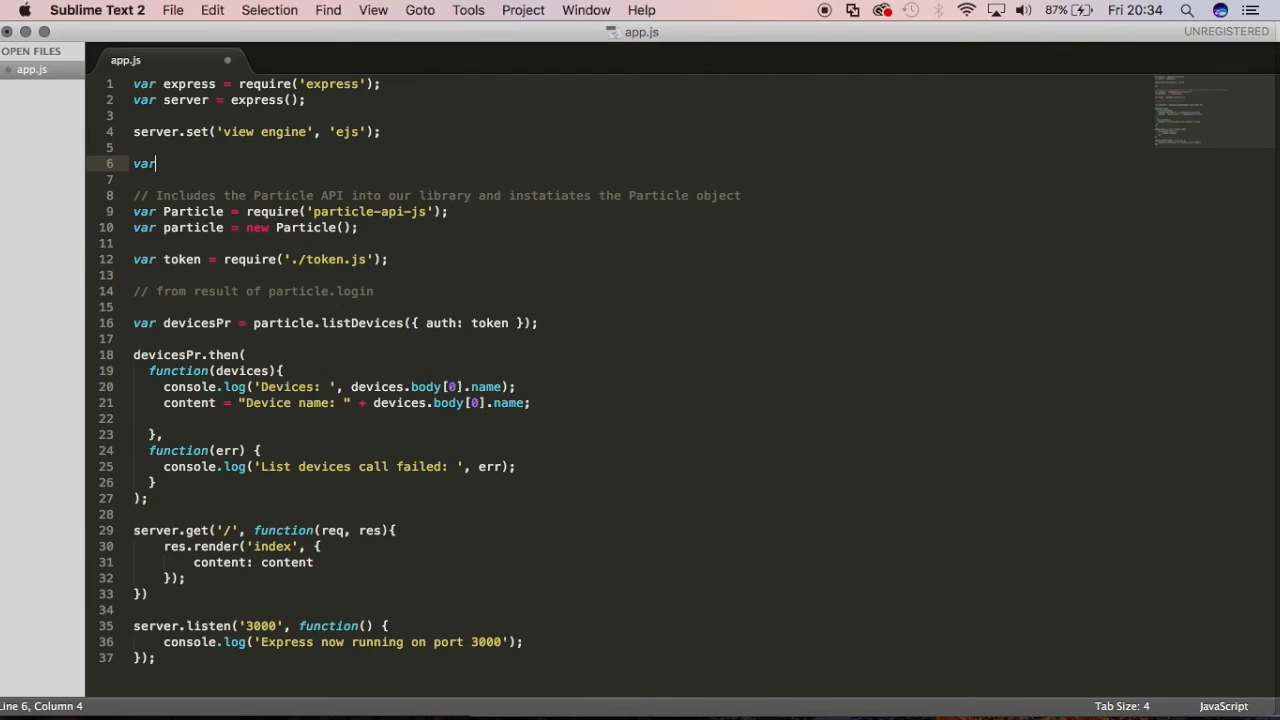 Sublime Text 2 File Edit Selection Find View Goto Tools Project Window Help 87% Fri 20:34
app.js UNREGISTERED
OPEN FILES
app.js
app.js
1 var express = require('express');
2 var server = express();
3
4 server.set('view engine', 'ejs');
5
6 var
7
8 // Includes the Particle API into our library and instatiates the Particle object
9 var Particle = require('particle-api-js');
10 var particle = new Particle();
11
12 var token = require('./token.js');
13
14 // from result of particle.login
15
16 var devicesPr = particle.listDevices({ auth: token });
17
18 devicesPr.then(
19 function(devices){
20 console.log('Devices: ', devices.body[0].name);
21 content = "Device name: " + devices.body[0].name;
22
23 },
24 function(err) {
25 console.log('List devices call failed: ', err);
26 }
27 );
28
29 server.get('/', function(req, res){
30 res.render('index', {
31 content: content
32 });
33 })
34
35 server.listen('3000', function() {
36 console.log('Express now running on port 3000');
37 });
Line 6, Column 4 Tab Size: 4 JavaScript